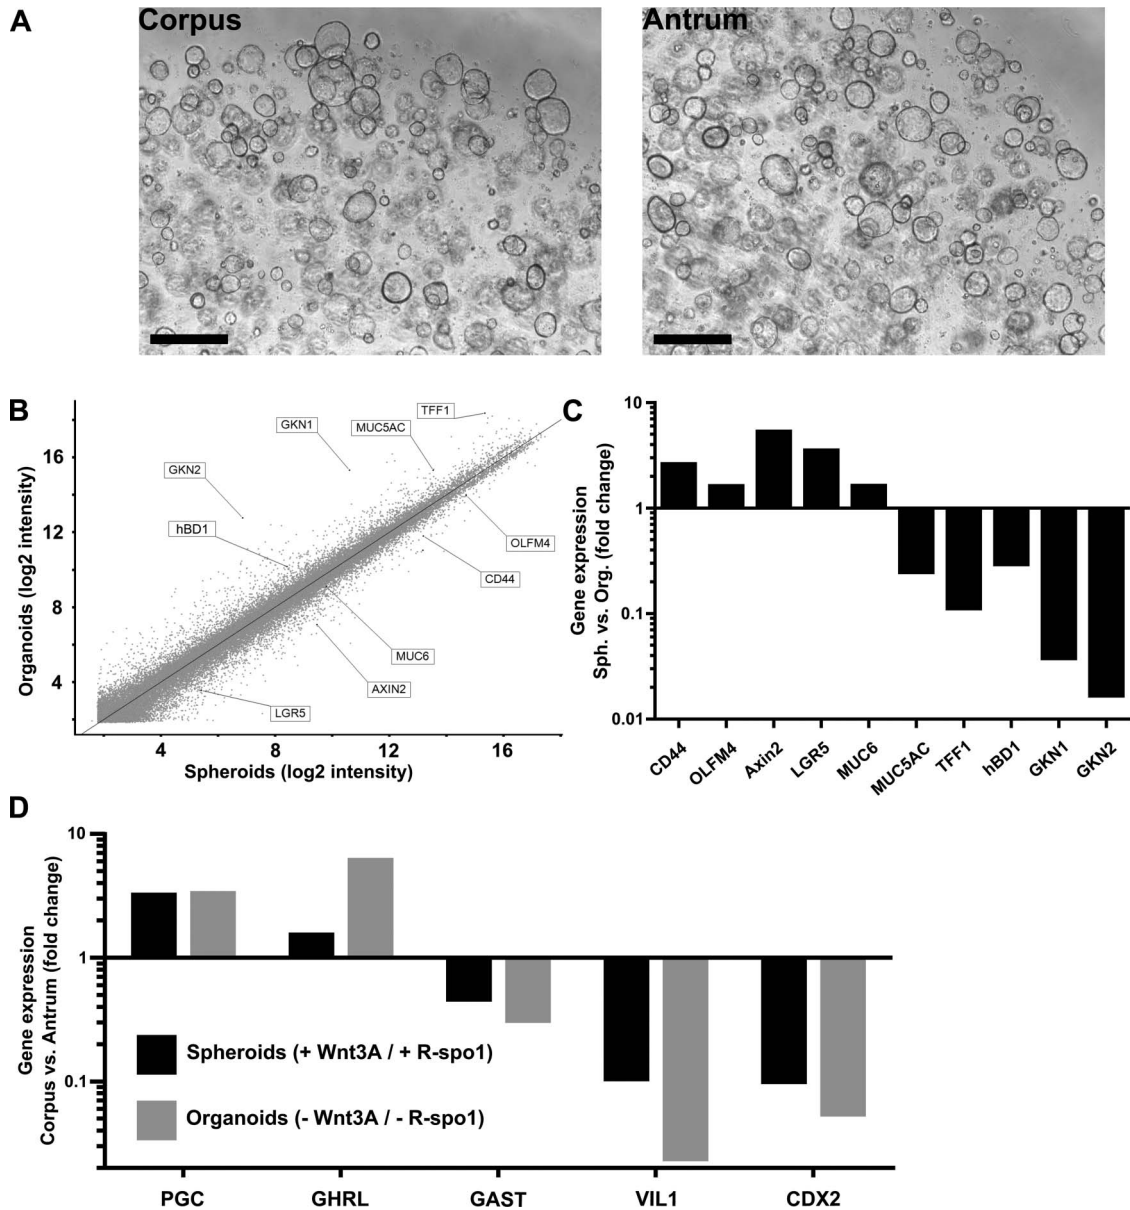 A
Corpus
Antrum
B
Organoids (log2 intensity)
16
12
8
4
4
8
12
16
Spheroids (log2 intensity)
TFF1
GKN1
MUC5AC
GKN2
hBD1
OLFM4
CD44
MUC6
AXIN2
LGR5
C
Gene expression
Sph. vs. Org. (fold change)
10
1
0.1
0.01
CD44
OLFM4
Axin2
LGR5
MUC6
MUC5AC
TFF1
hBD1
GKN1
GKN2
D
Gene expression
Corpus vs. Antrum (fold change)
10
1
0.1
Spheroids (+ Wnt3A / + R-spo1)
Organoids (- Wnt3A / - R-spo1)
PGC
GHRL
GAST
VIL1
CDX2